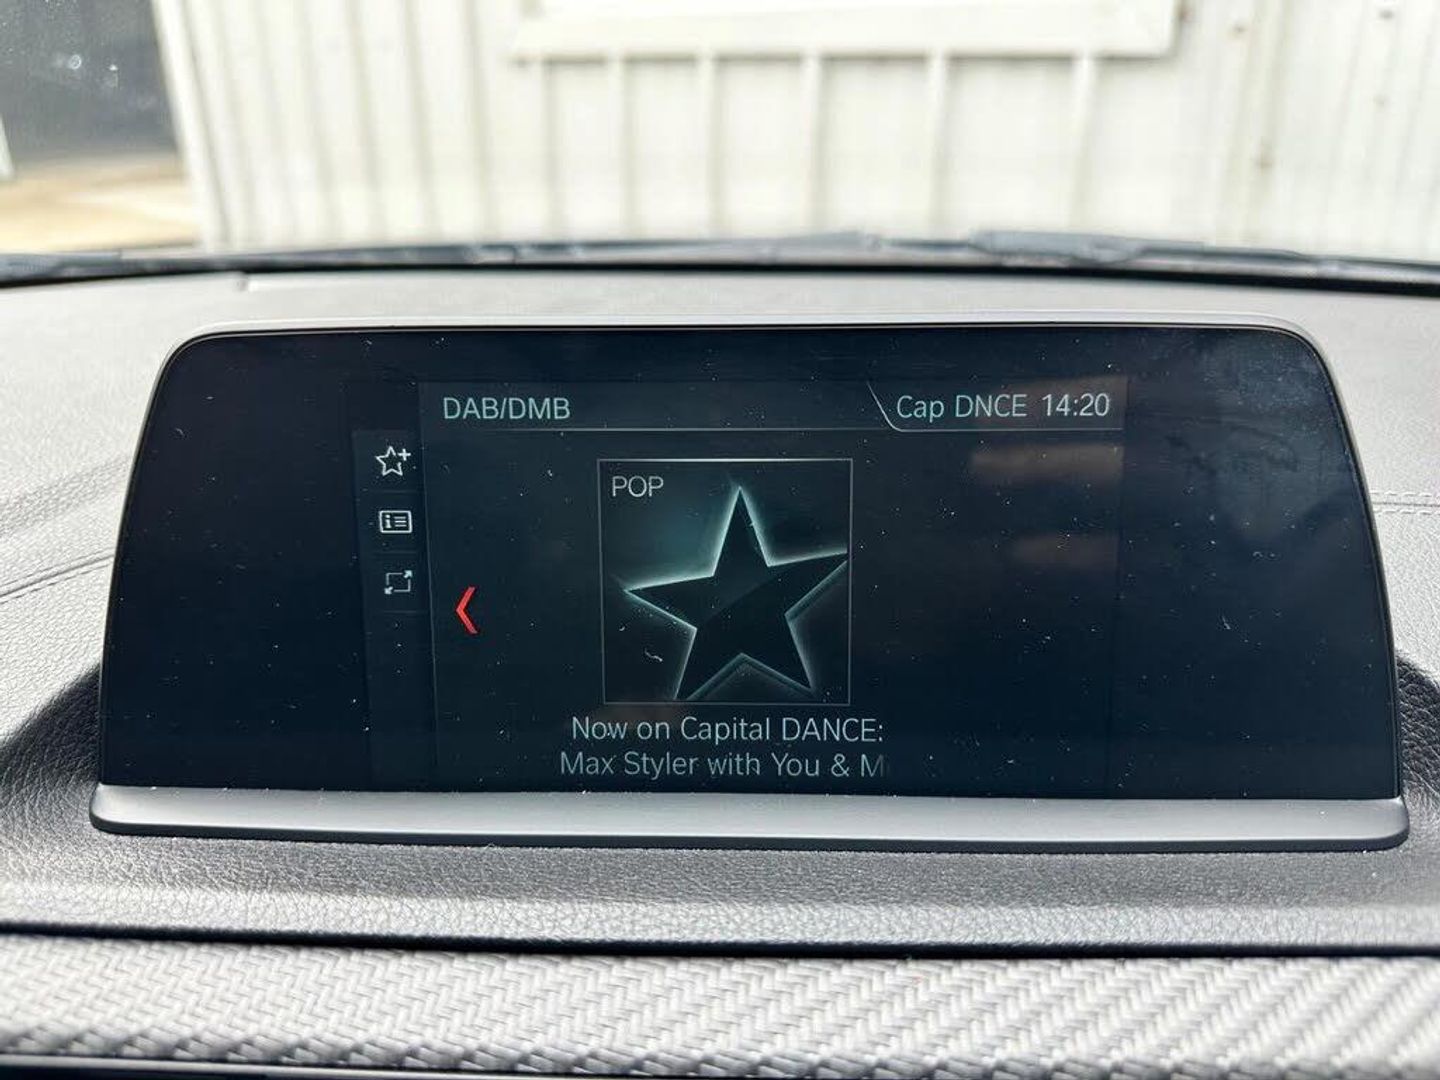 DAB/DMB
Cap DNCE 14:20
POP
Now on Capital DANCE:
Max Styler with You & M